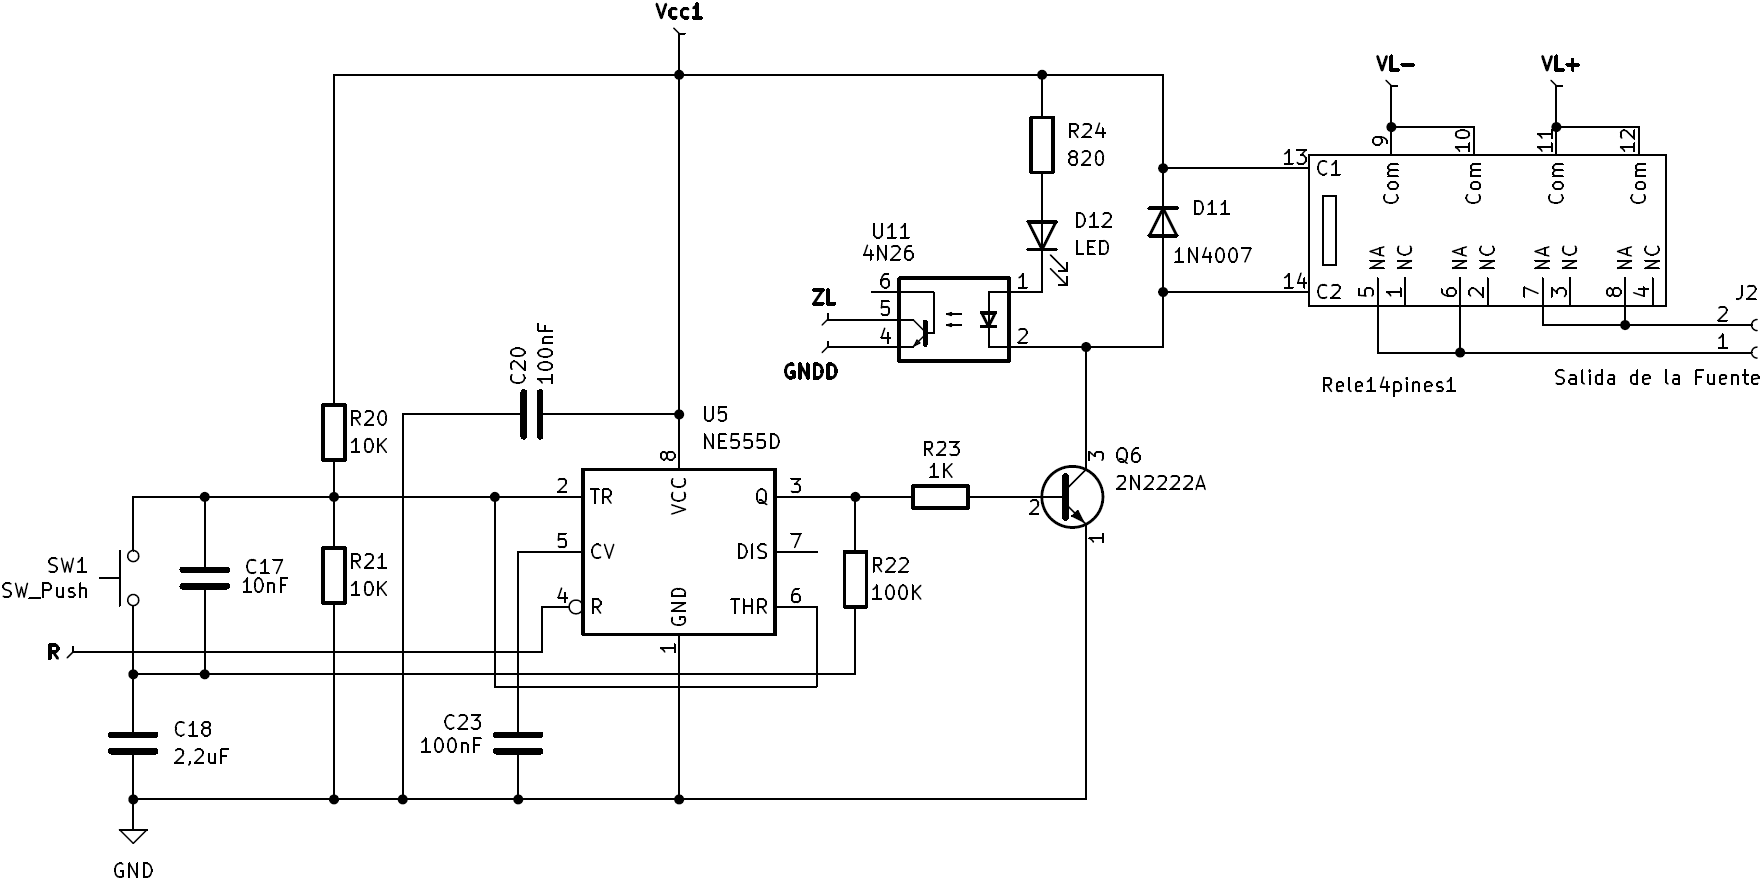 Vcc1
VL-
VL+
R24
820
9
10
11
12
13
C1
Com
Com
Com
Com
D12
LED
D11
1N4007
U11
4N26
NA
NC
NA
NC
NA
NC
NA
NC
14
C2
5
1
6
2
7
3
8
4
J2
2
1
ZL
6
5
4
1
2
GNDD
Rele14pines1
Salida de la Fuente
C20
100nF
R20
10K
U5
NE555D
8
R23
1K
3
Q6
2N2222A
2
TR
VCC
Q
3
2
1
5
CV
DIS
7
SW1
SW_Push
C17
10nF
R21
10K
4
R
GND
THR
6
R22
100K
R
1
C18
2,2uF
C23
100nF
GND